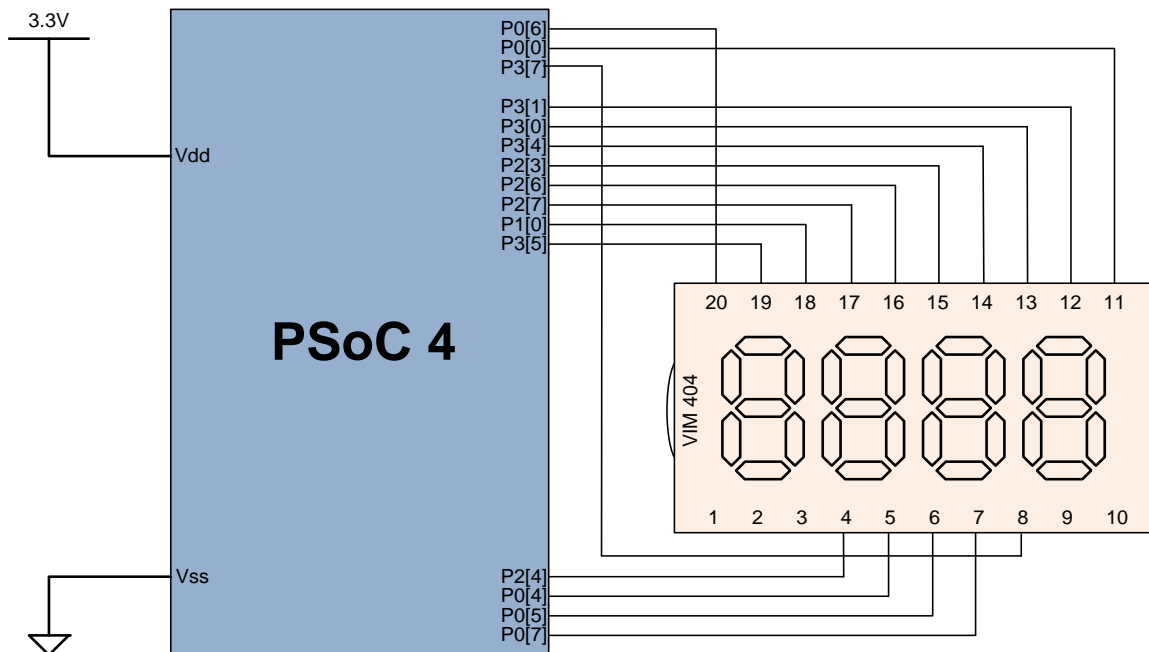 3.3V
P0[6]
P0[0]
P3[7]
P3[1]
P3[0]
P3[4]
P2[3]
P2[6]
P2[7]
P1[0]
P3[5]
Vdd
PSoC 4
20 19 18 17 16 15 14 13 12 11
VIM 404
1 2 3 4 5 6 7 8 9 10
Vss
P2[4]
P0[4]
P0[5]
P0[7]